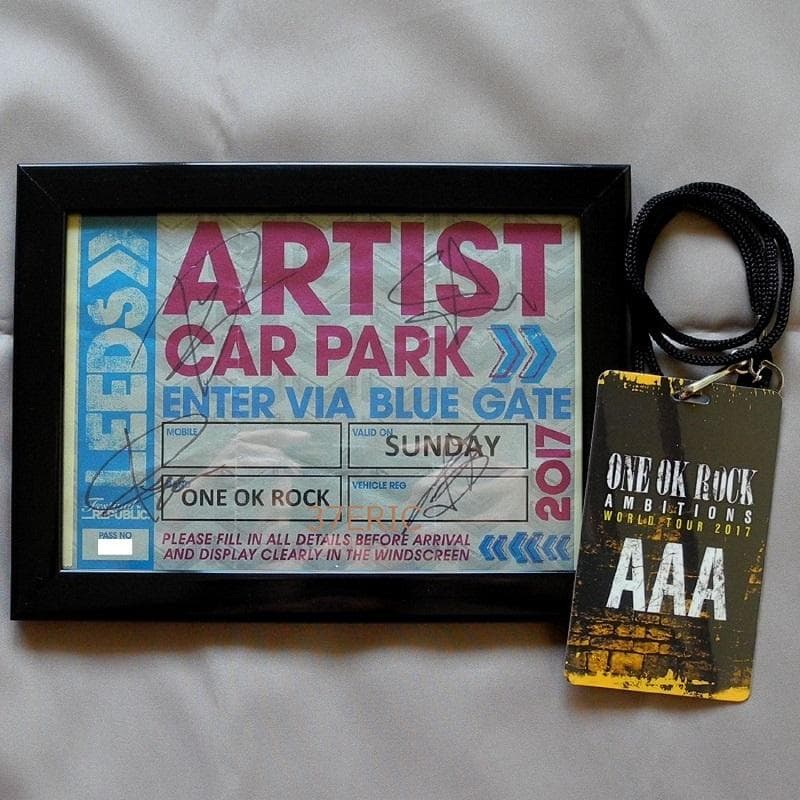 LEEDS
ARTIST
CAR PARK
ENTER VIA BLUE GATE
MOBILE
VALID ON
SUNDAY
2017
ONE OK ROCK
VEHICLE REG
REPUBLIC
PASS NO
37ERIC
PLEASE FILL IN ALL DETAILS BEFORE ARRIVAL
AND DISPLAY CLEARLY IN THE WINDSCREEN
ONE OK ROCK
AMBITIONS
WORLD TOUR 2017
AAA